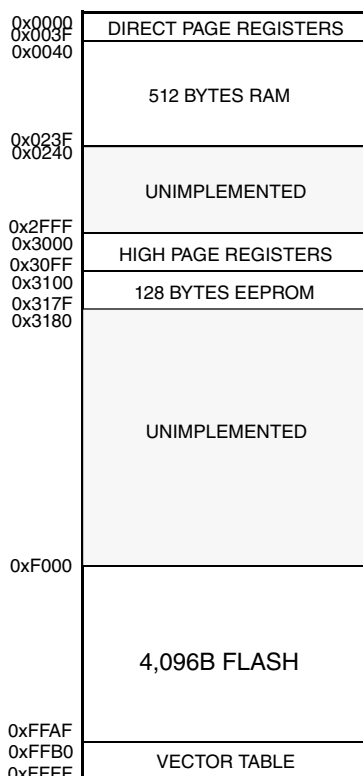 0x0000
DIRECT PAGE REGISTERS
0x003F
0x0040
512 BYTES RAM
0x023F
0x0240
UNIMPLEMENTED
0x2FFF
0x3000
HIGH PAGE REGISTERS
0x30FF
0x3100
128 BYTES EEPROM
0x317F
0x3180
UNIMPLEMENTED
0xF000
4,096B FLASH
0xFFAF
0xFFB0
VECTOR TABLE
0xFFFF